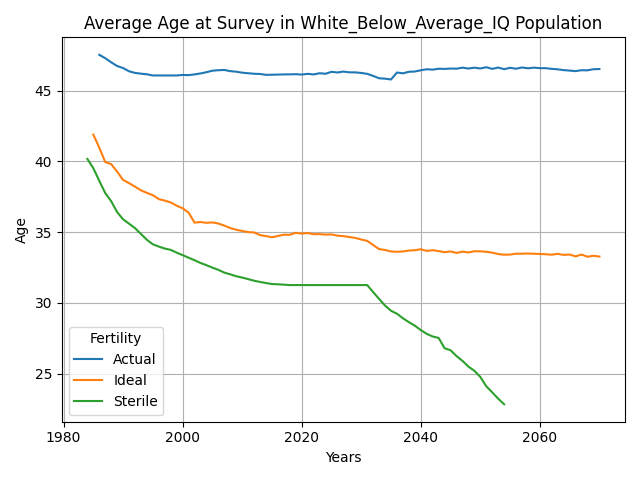 Average Age at Survey in White_Below_Average_IQ Population
Age
45
40
35
30
25
Fertility
Actual
Ideal
Sterile
1980
2000
2020
2040
2060
Years